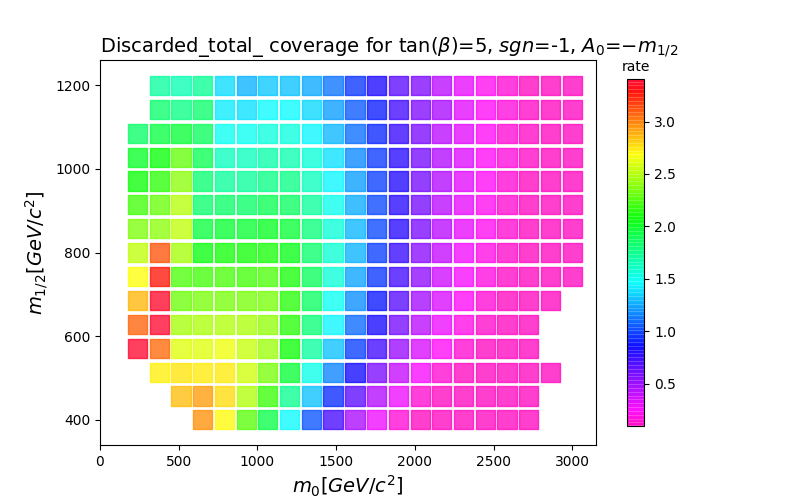 Discarded_total_ coverage for tan(β)=5, sgn=-1, A₀=−m₁/₂
rate
1200
1000
800
600
400
m₁/₂[GeV/c²]
3.0
2.5
2.0
1.5
1.0
0.5
0 500 1000 1500 2000 2500 3000
m₀[GeV/c²]